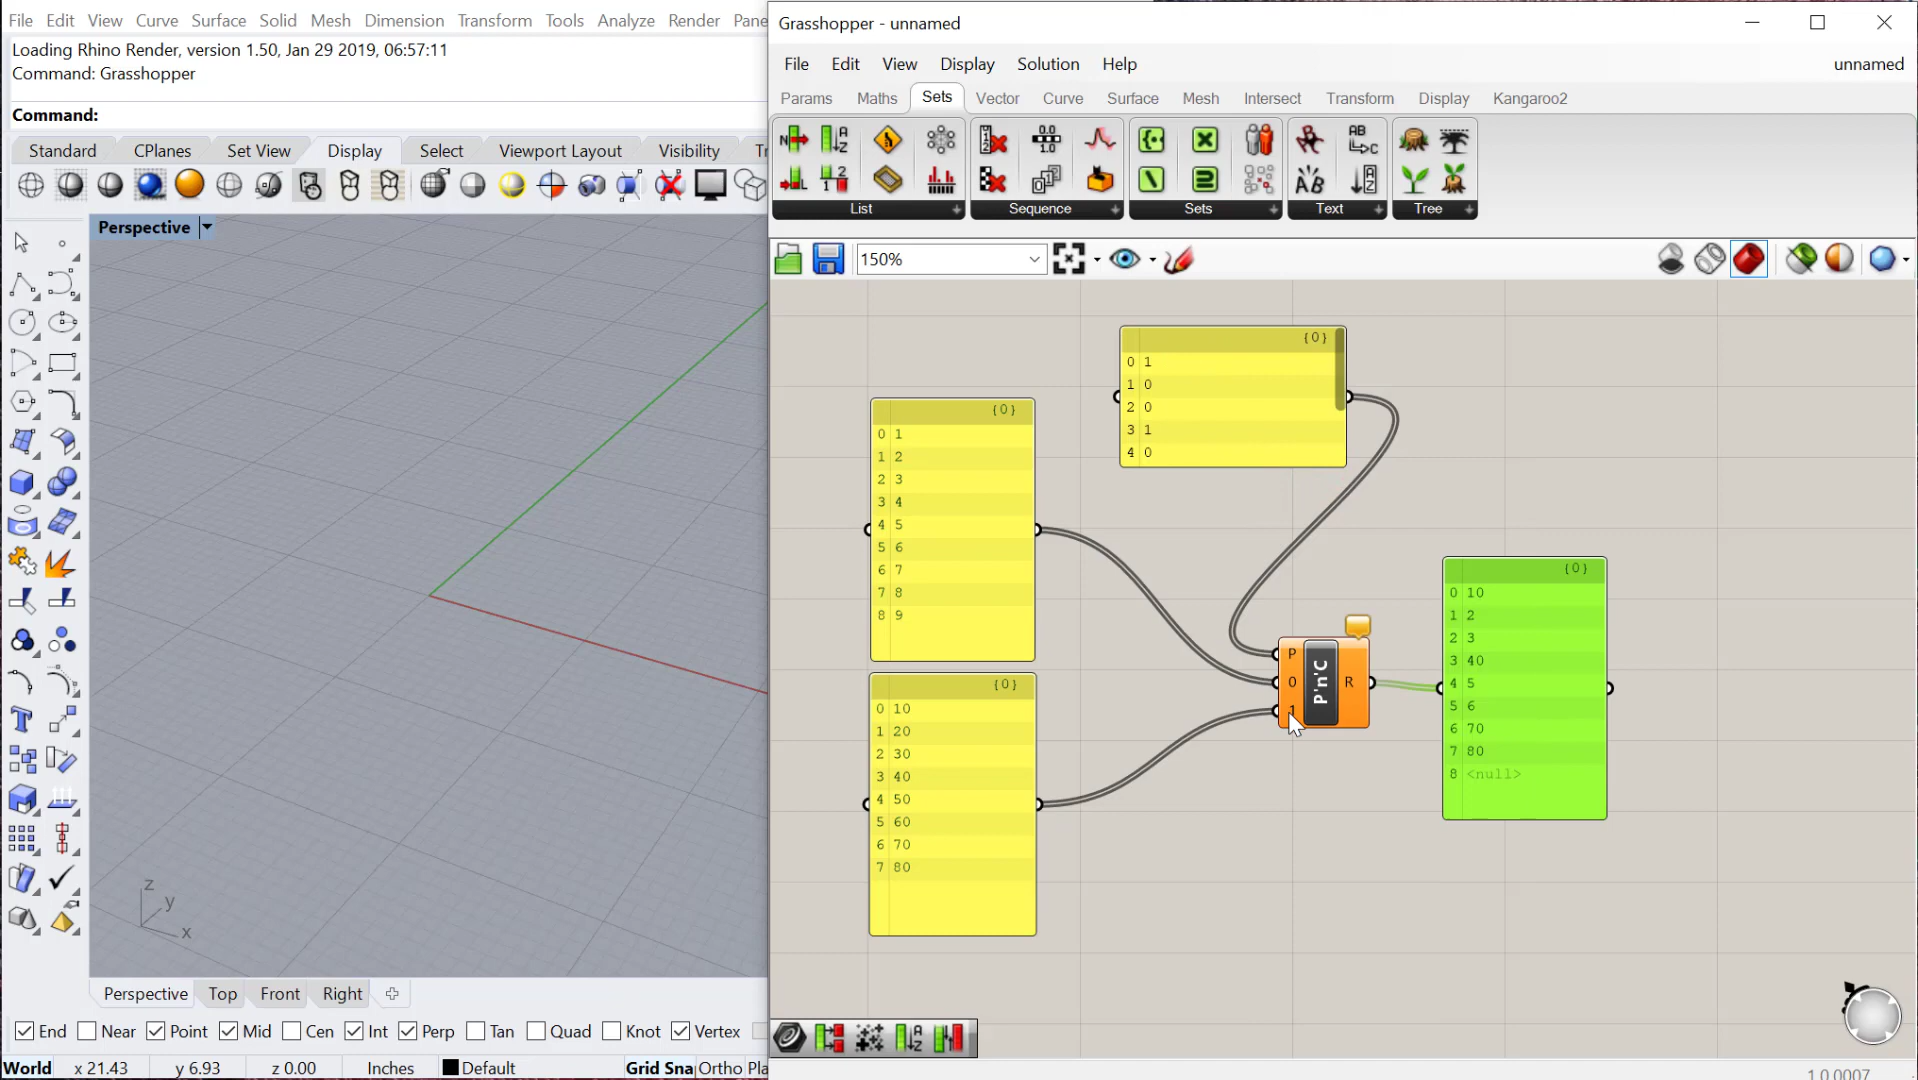 File Edit View Curve Surface Solid Mesh Dimension Transform Tools Analyze Render Pane
Loading Rhino Render, version 1.50, Jan 29 2019, 06:57:11
Command: Grasshopper
Command:
Standard CPlanes Set View Display Select Viewport Layout Visibility Tr
Perspective
z
y
x
Perspective Top Front Right
End Near Point Mid Cen Int Perp Tan Quad Knot Vertex
World x 21.43 y 6.93 z 0.00 Inches Default Grid Sna Ortho Pla
Grasshopper - unnamed
File Edit View Display Solution Help unnamed
Params Maths Sets Vector Curve Surface Mesh Intersect Transform Display Kangaroo2
List Sequence Sets Text Tree
150%
{0}
0 1
1 0
2 0
3 1
4 0
{0}
0 1
1 2
2 3
3 4
4 5
5 6
6 7
7 8
8 9
{0}
0 10
1 20
2 30
3 40
4 50
5 60
6 70
7 80
P
0
1
P'n'C
R
{0}
0 10
1 2
2 3
3 40
4 5
5 6
6 70
7 80
8 <null>
1.0.0007